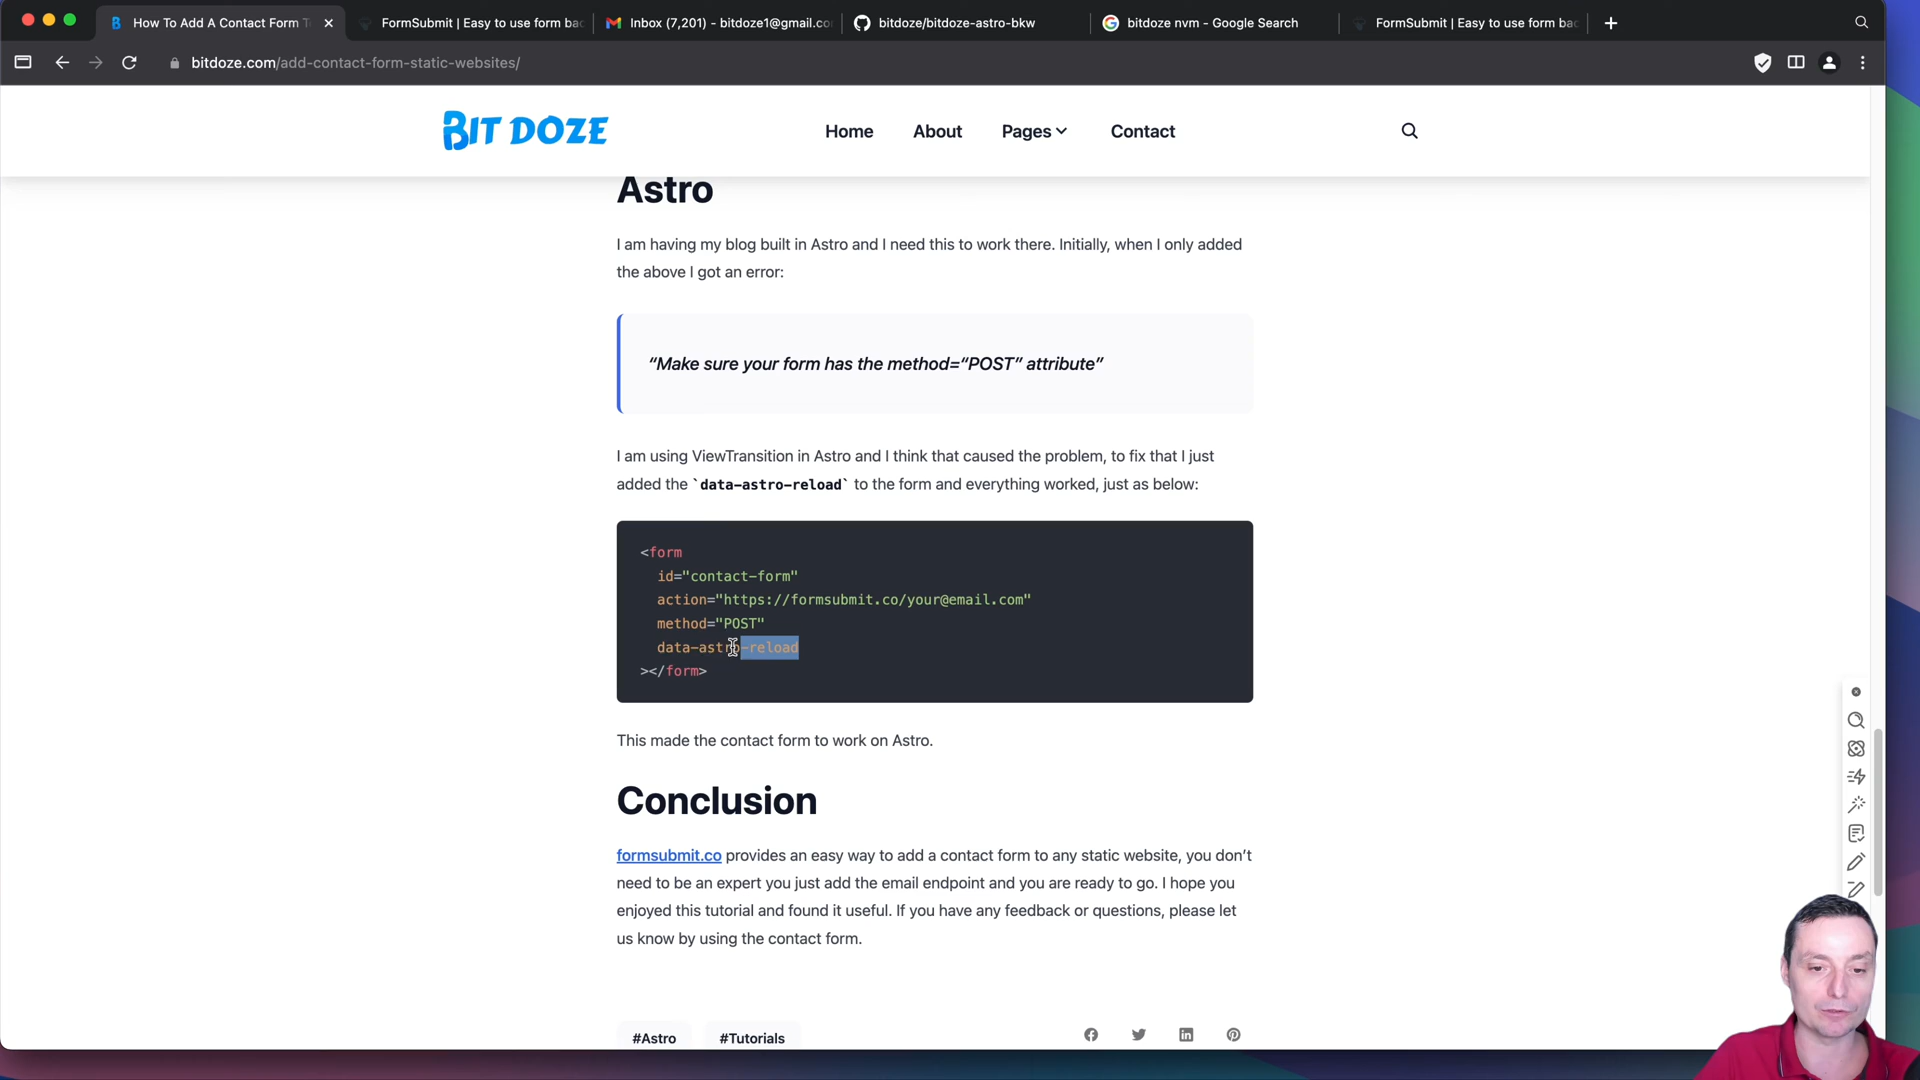 How To Add A Contact Form T
FormSubmit | Easy to use form bac
Inbox (7,201) - bitdoze1@gmail.co
bitdoze/bitdoze-astro-bkw
bitdoze nvm - Google Search
FormSubmit | Easy to use form bac
bitdoze.com/add-contact-form-static-websites/
BIT DOZE
Home
About
Pages
Contact
Astro
I am having my blog built in Astro and I need this to work there. Initially, when I only added
the above I got an error:
“Make sure your form has the method=“POST” attribute”
I am using ViewTransition in Astro and I think that caused the problem, to fix that I just
added the `data-astro-reload` to the form and everything worked, just as below:
<form
id="contact-form"
action="https://formsubmit.co/your@email.com"
method="POST"
data-astro-reload
></form>
This made the contact form to work on Astro.
Conclusion
formsubmit.co provides an easy way to add a contact form to any static website, you don’t
need to be an expert you just add the email endpoint and you are ready to go. I hope you
enjoyed this tutorial and found it useful. If you have any feedback or questions, please let
us know by using the contact form.
#Astro
#Tutorials